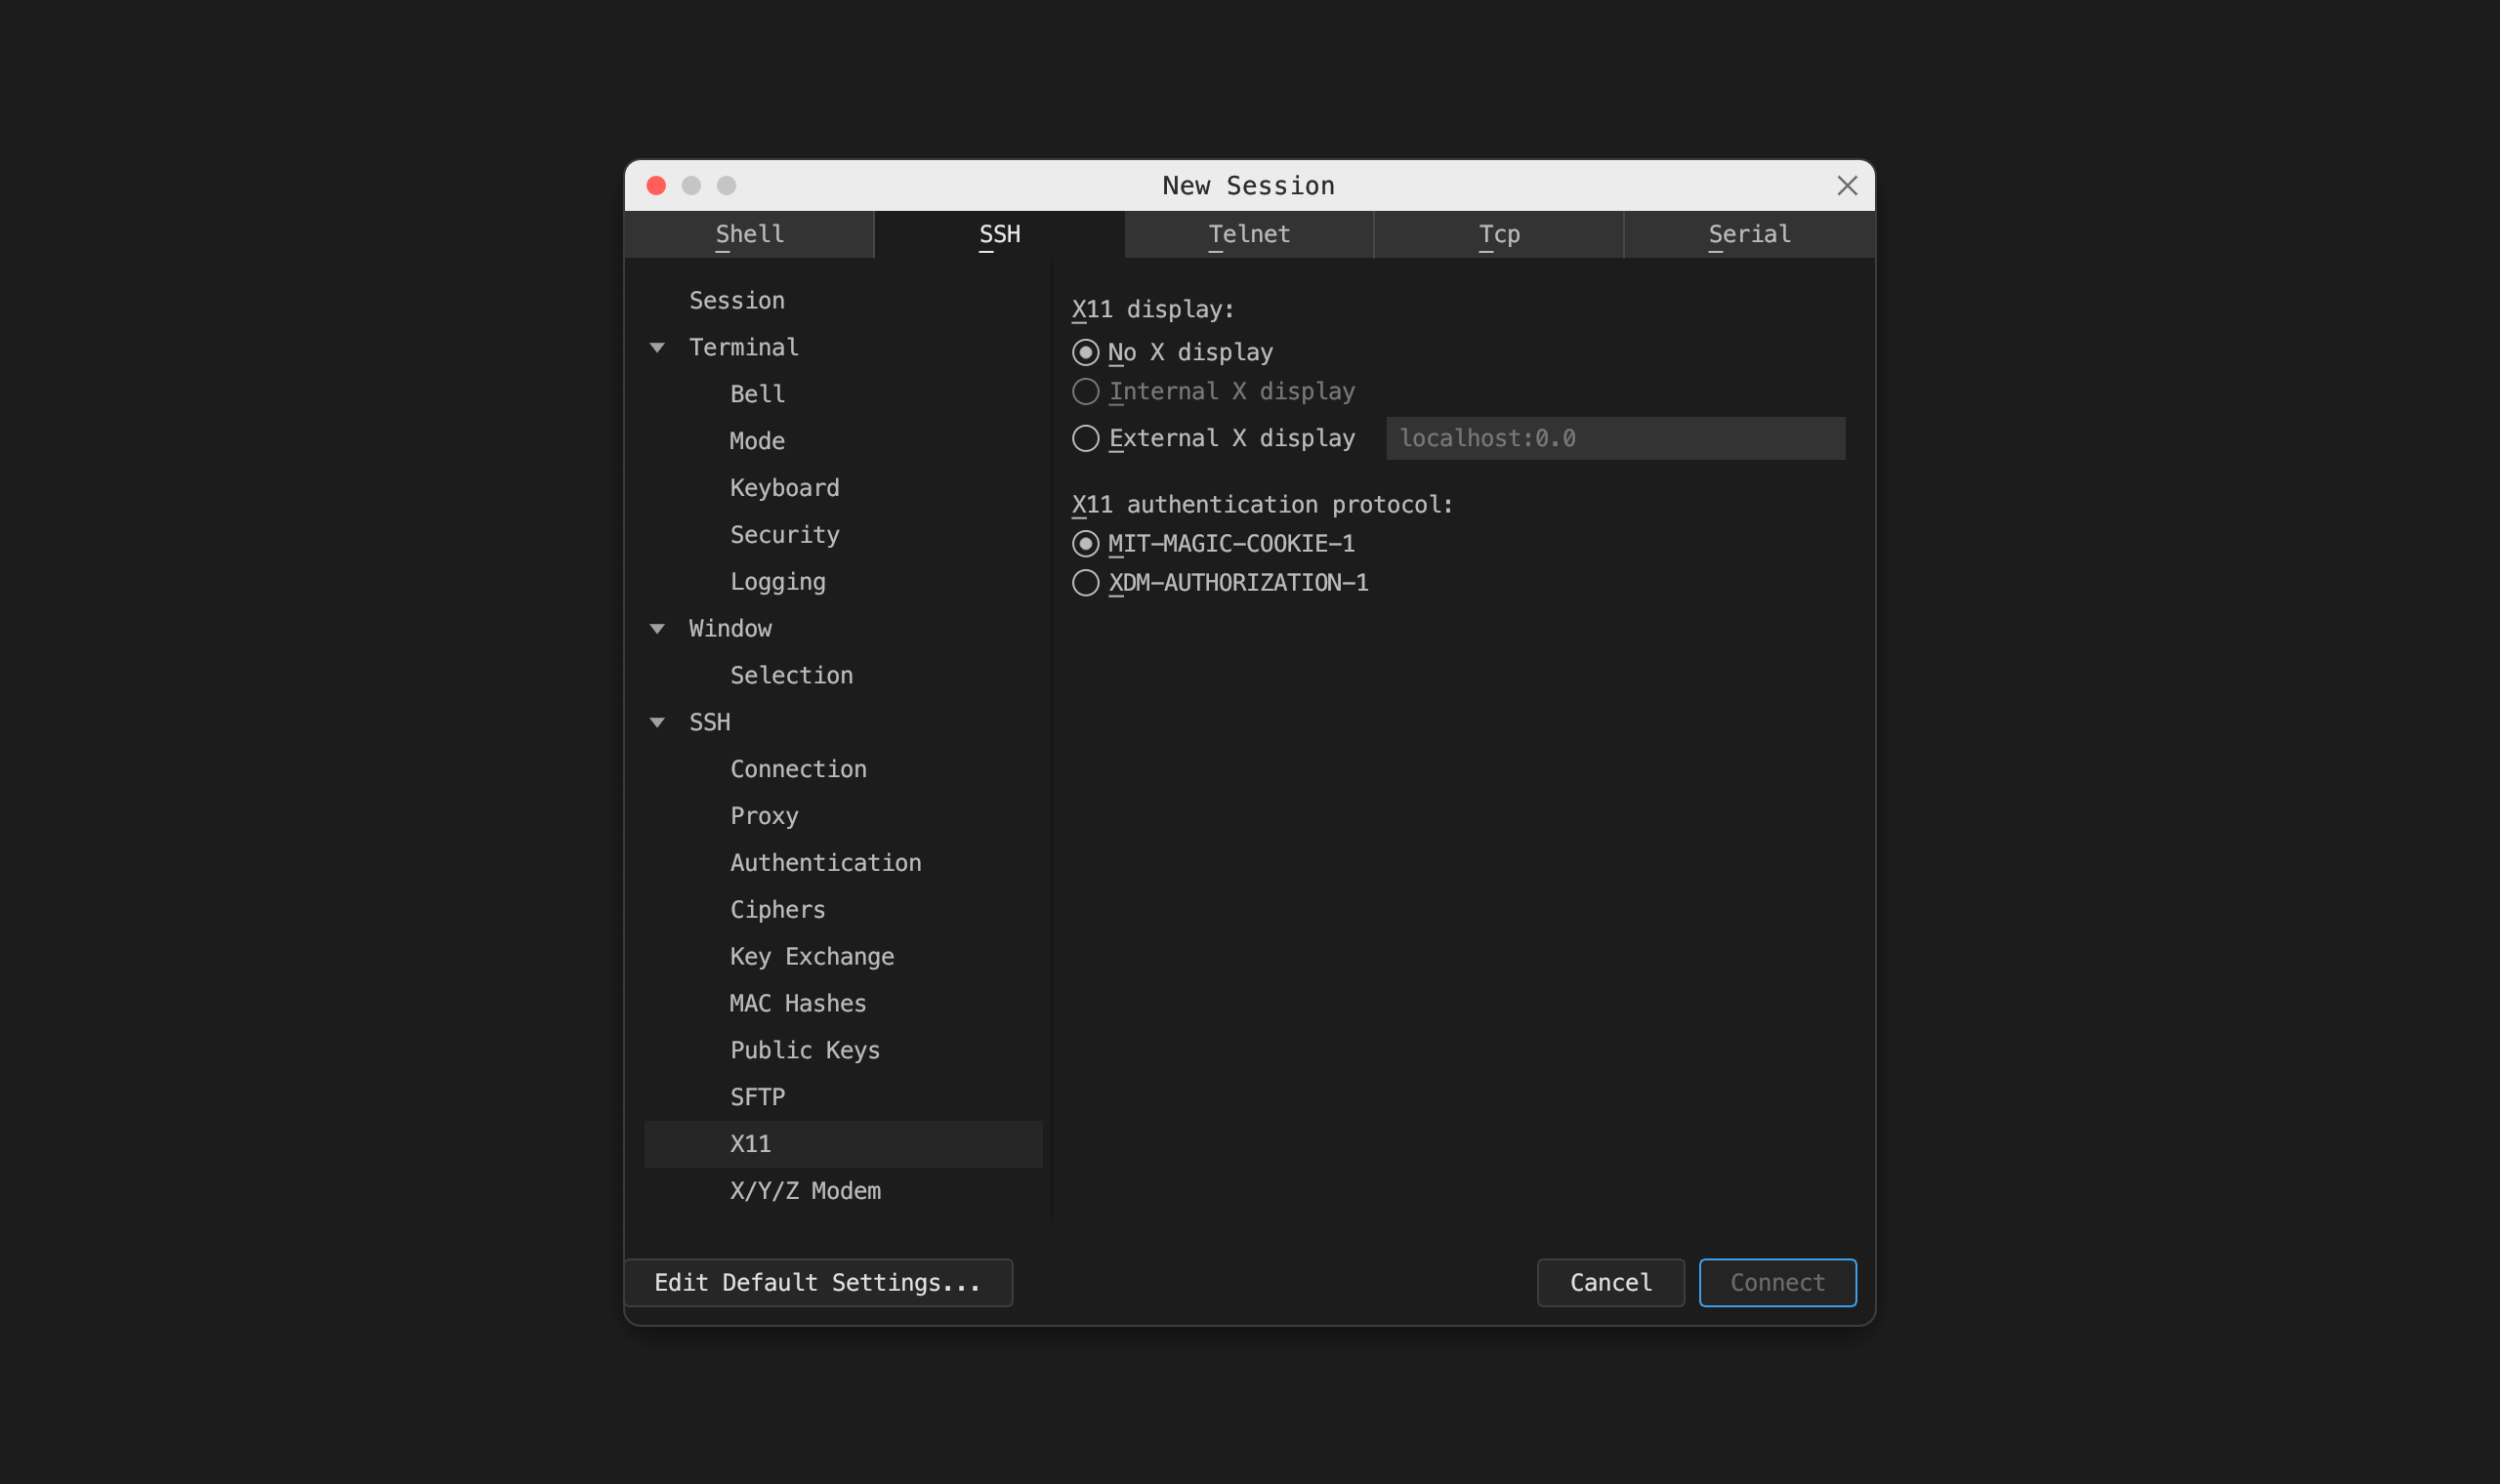 New Session
Shell SSH Telnet Tcp Serial
Session
Terminal
Bell
Mode
Keyboard
Security
Logging
Window
Selection
SSH
Connection
Proxy
Authentication
Ciphers
Key Exchange
MAC Hashes
Public Keys
SFTP
X11
X/Y/Z Modem
X11 display:
No X display
Internal X display
External X display localhost:0.0
X11 authentication protocol:
MIT-MAGIC-COOKIE-1
XDM-AUTHORIZATION-1
Edit Default Settings... Cancel Connect